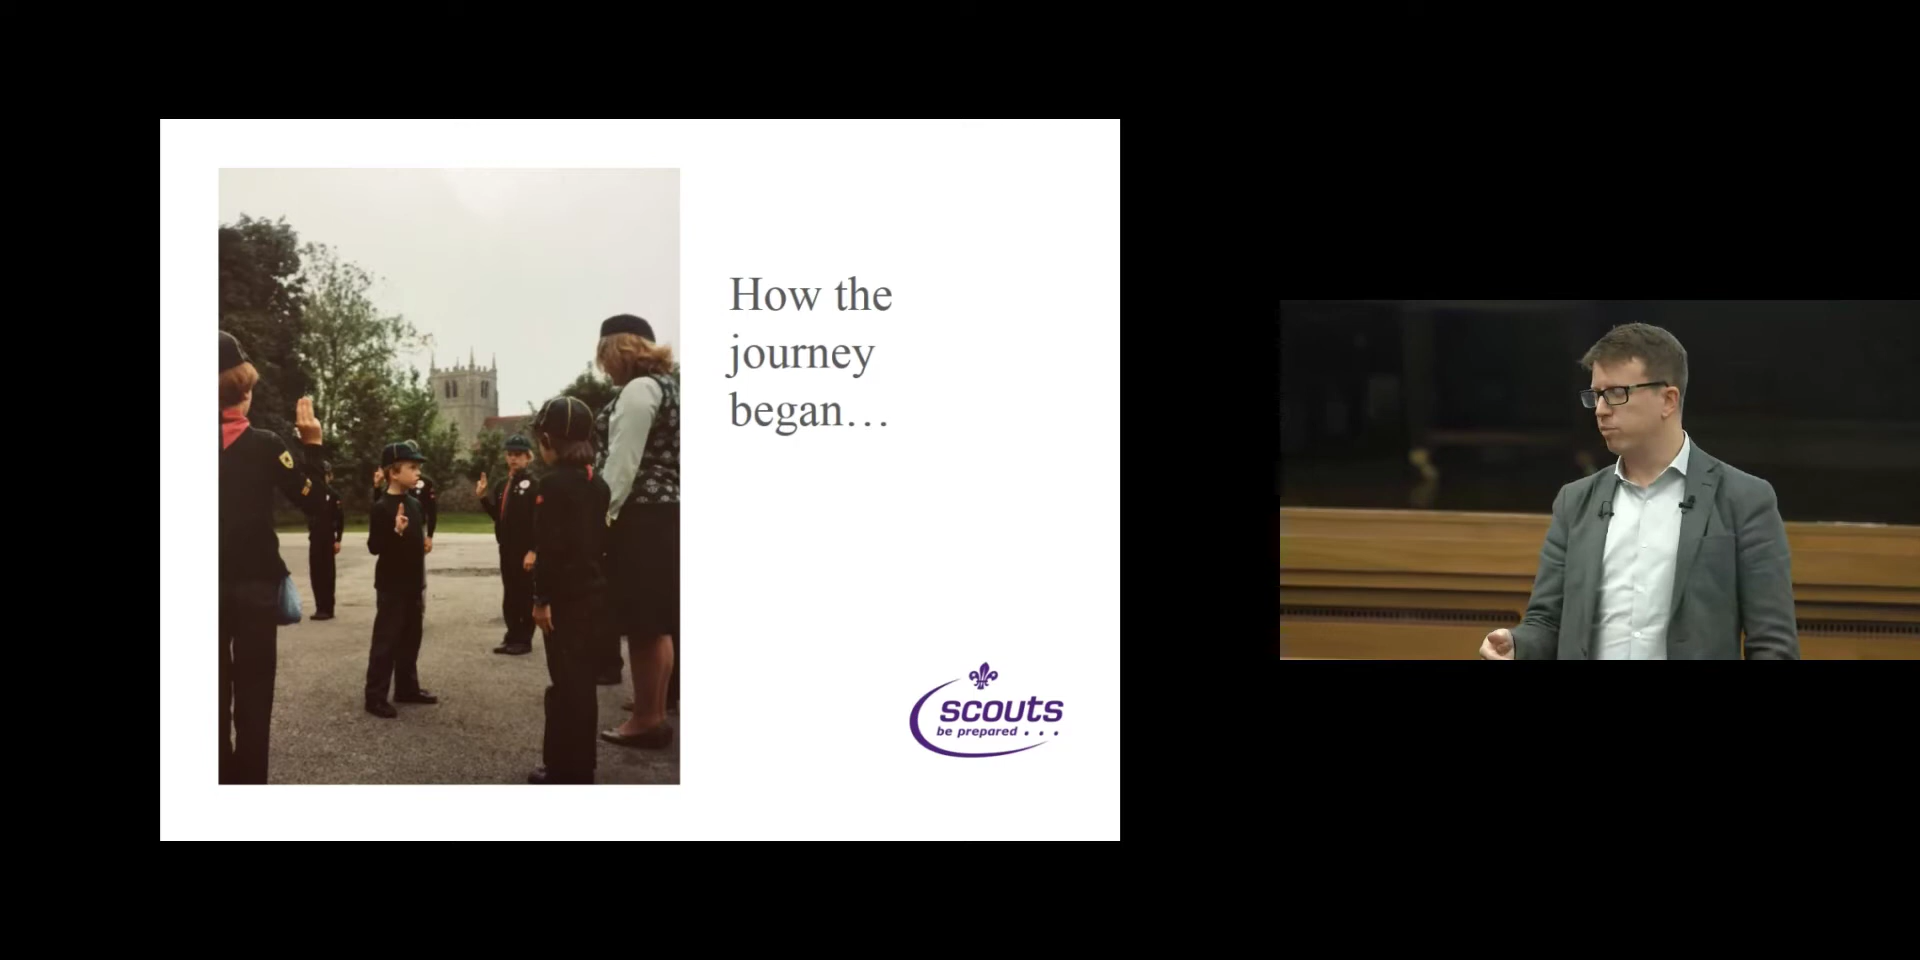 How the
journey
began…
scouts
be prepared . . .